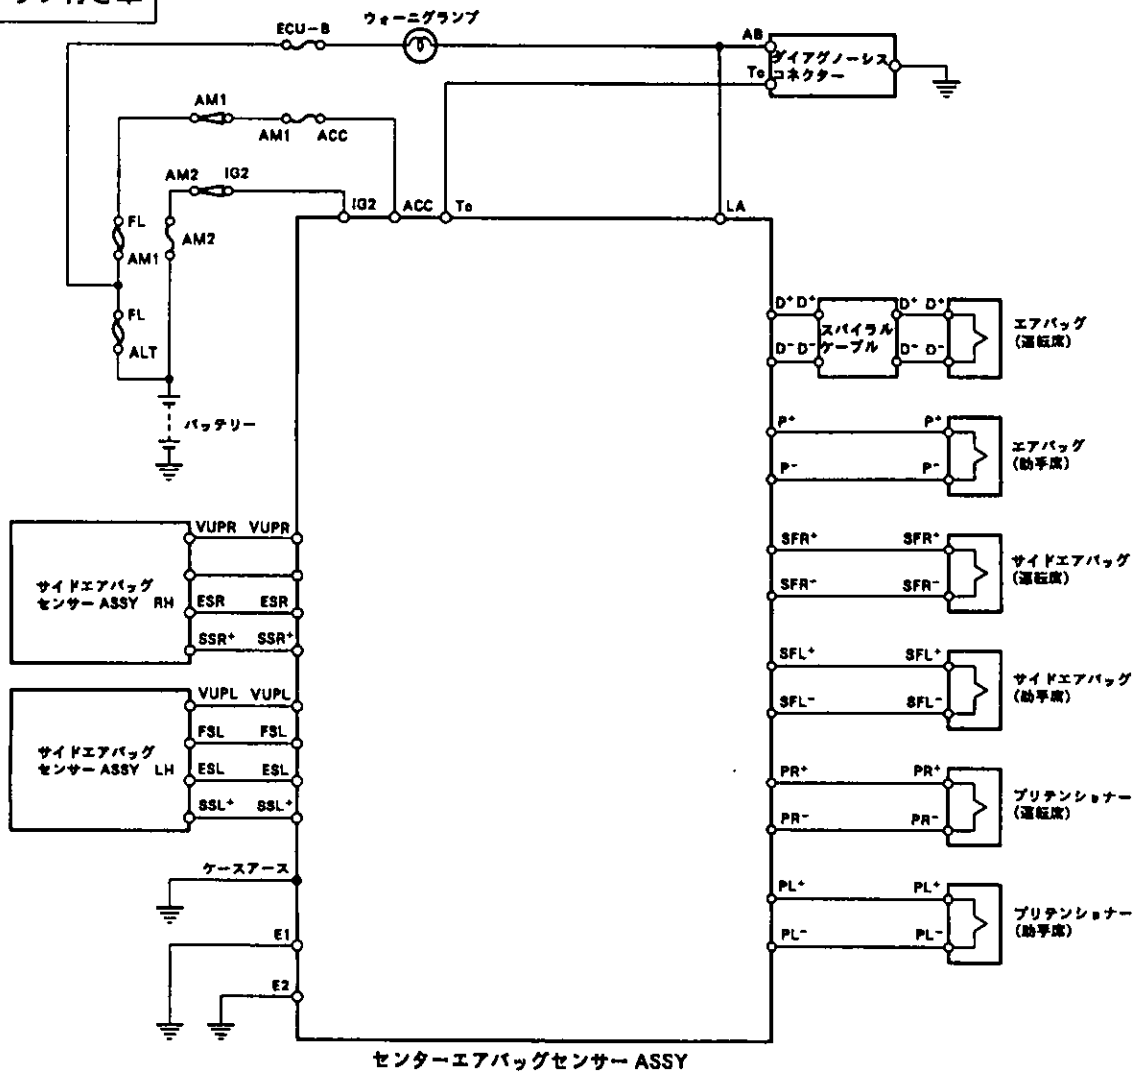 付き車
ECU-B
ウォーニグランプ
AB
ダイアグノーシス
Tc コネクター
AM1
AM1 ACC
AM2 IG2
IG2 ACC Tc LA
FL
AM1
AM2
FL
ALT
バッテリー
D+ D+ D+ D+
スパイラル
D- D- ケーブル D- D-
エアバッグ
(運転席)
P+ P+
P- P-
エアバッグ
(助手席)
VUPR VUPR
サイドエアバッグ
センサー ASSY RH
ESR ESR
SSR+ SSR+
SFR+ SFR+
SFR- SFR-
サイドエアバッグ
(運転席)
SFL+ SFL+
SFL- SFL-
サイドエアバッグ
(助手席)
VUPL VUPL
FSL FSL
サイドエアバッグ
センサー ASSY LH
ESL ESL
SSL+ SSL+
PR+ PR+
PR- PR-
プリテンショナー
(運転席)
ケースアース
PL+ PL+
PL- PL-
プリテンショナー
(助手席)
E1
E2
センターエアバッグセンサー ASSY